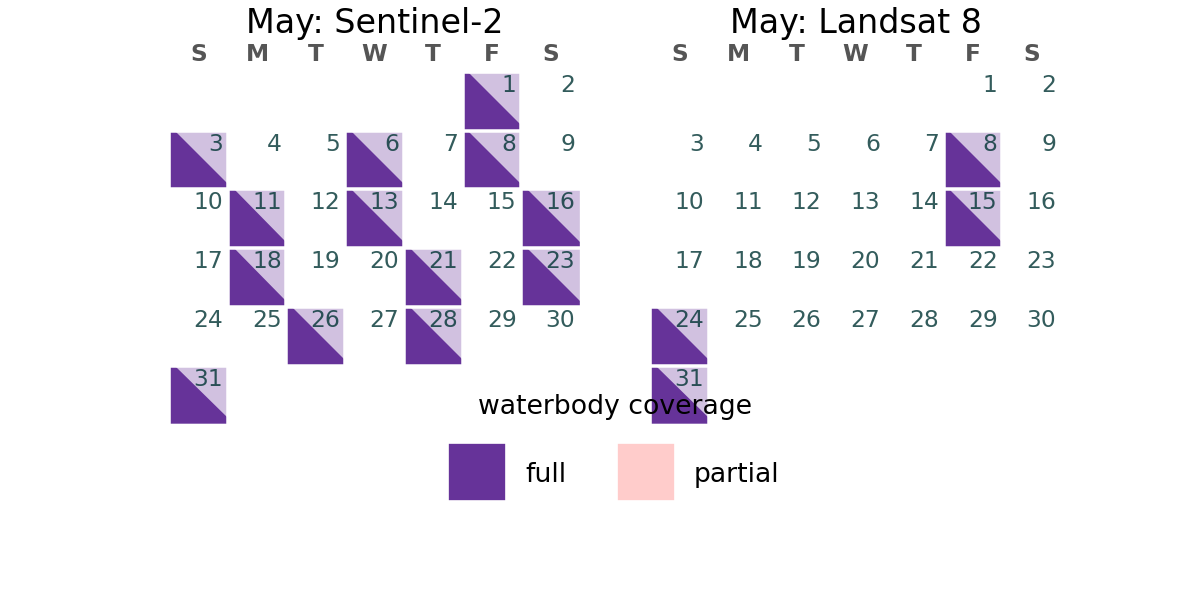 May: Sentinel-2
S M T W T F S
1 2
3 4 5 6 7 8 9
10 11 12 13 14 15 16
17 18 19 20 21 22 23
24 25 26 27 28 29 30
31
May: Landsat 8
S M T W T F S
1 2
3 4 5 6 7 8 9
10 11 12 13 14 15 16
17 18 19 20 21 22 23
24 25 26 27 28 29 30
31
waterbody coverage
full partial